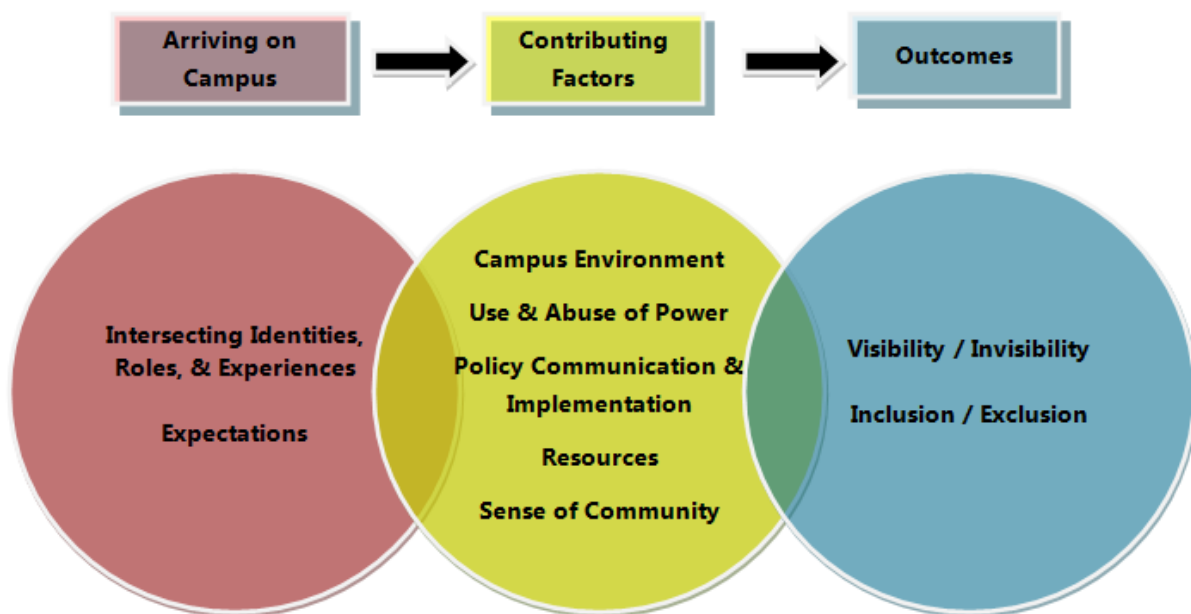 Arriving on
Campus
Contributing
Factors
Outcomes
Intersecting Identities,
Roles, & Experiences
Expectations
Campus Environment
Use & Abuse of Power
Policy Communication &
Implementation
Resources
Sense of Community
Visibility / Invisibility
Inclusion / Exclusion